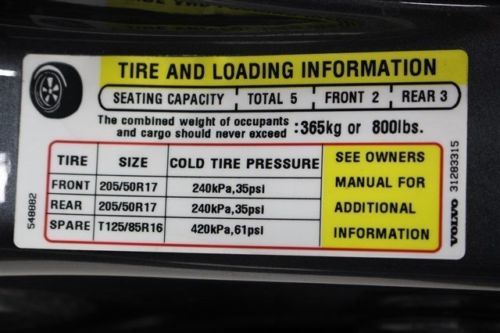 TIRE AND LOADING INFORMATION
SEATING CAPACITY TOTAL 5 FRONT 2 REAR 3
The combined weight of occupants
and cargo should never exceed :365kg or 800lbs.
TIRE SIZE COLD TIRE PRESSURE
FRONT 205/50R17 240kPa,35psi
REAR 205/50R17 240kPa,35psi
SPARE T125/85R16 420kPa,61psi
SEE OWNERS
MANUAL FOR
ADDITIONAL
INFORMATION
548882
VOLVO 31283315